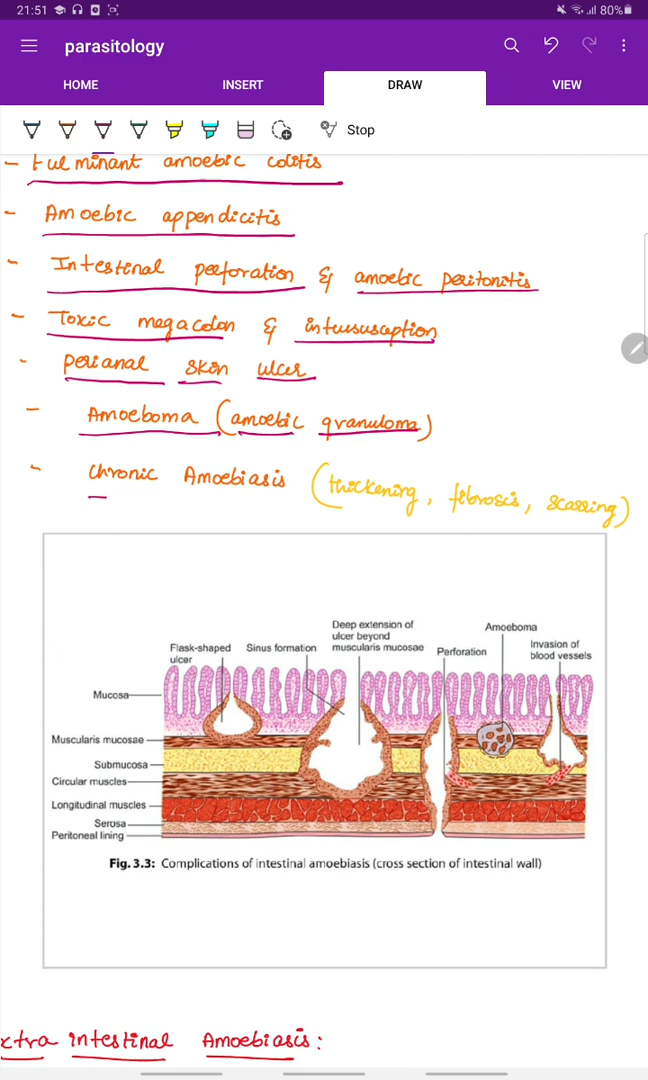 21:51
80%
parasitology
HOME INSERT DRAW VIEW
Stop
- Fulminant amoebic colitis
- Amoebic appendicitis
- Intestinal perforation & amoebic peritonitis
- Toxic megacolon & intussusception
- perianal skin ulcer
- Amoeboma (amoebic granuloma)
- chronic Amoebiasis (thickening, fibrosis, scarring)
Flask-shaped
ulcer
Sinus formation
Deep extension of
ulcer beyond
muscularis mucosae
Perforation
Amoeboma
Invasion of
blood vessels
Mucosa
Muscularis mucosae
Submucosa
Circular muscles
Longitudinal muscles
Serosa
Peritoneal lining
Fig. 3.3: Complications of intestinal amoebiasis (cross section of intestinal wall)
xtra intestinal Amoebiasis: